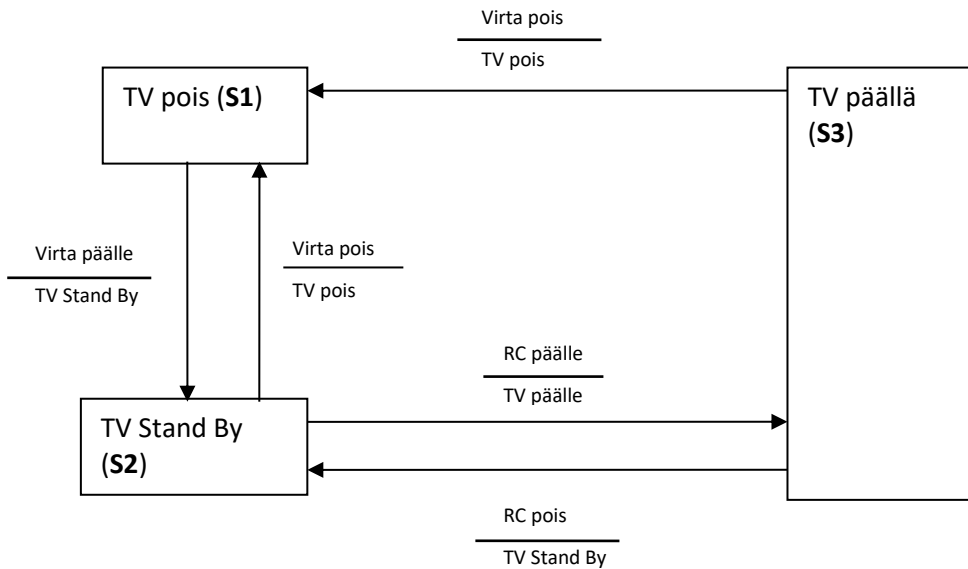 Virta pois
TV pois
TV pois (S1)
TV päällä
(S3)
Virta päälle
TV Stand By
Virta pois
TV pois
RC päälle
TV päälle
TV Stand By
(S2)
RC pois
TV Stand By